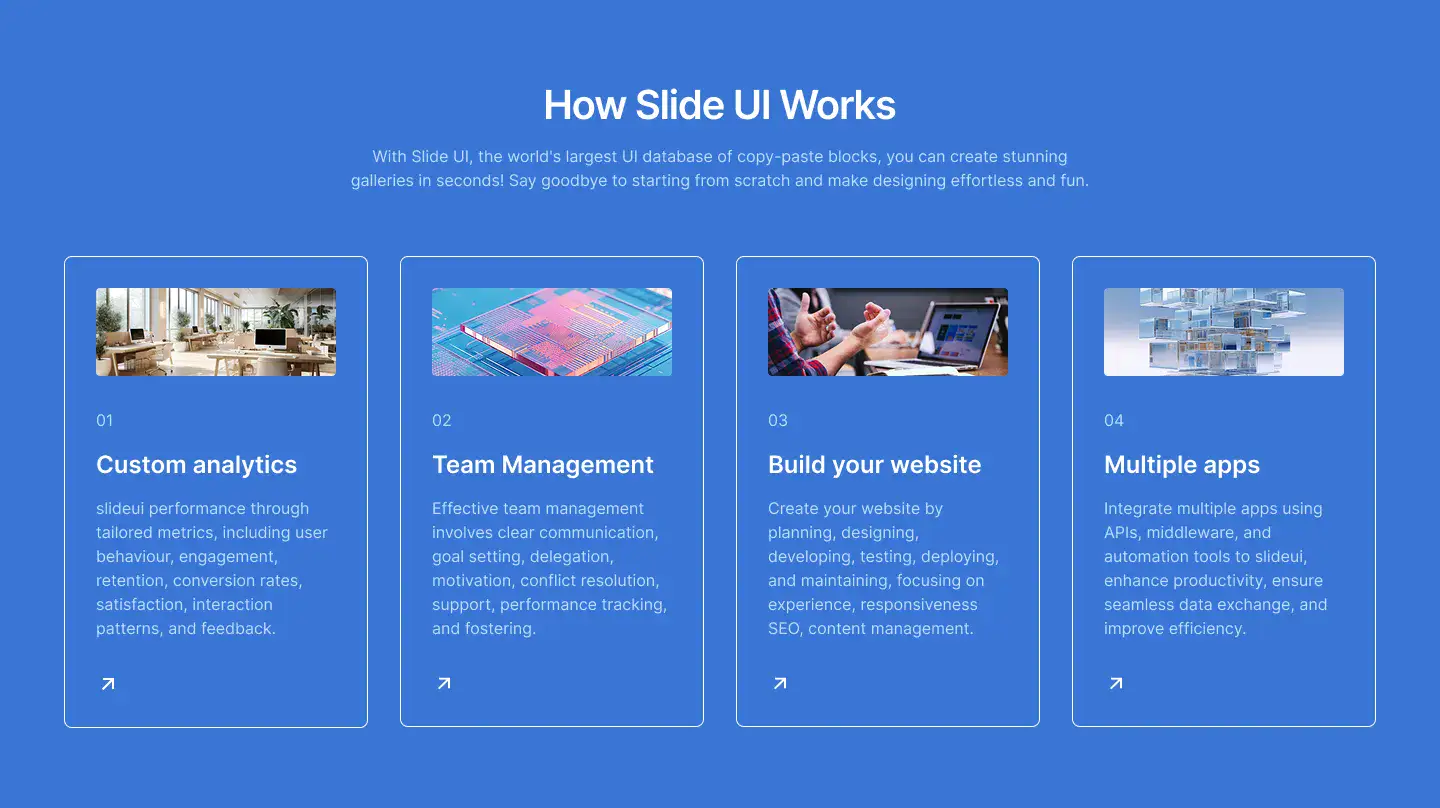 How Slide UI Works
With Slide UI, the world's largest UI database of copy-paste blocks, you can create stunning
galleries in seconds! Say goodbye to starting from scratch and make designing effortless and fun.
01
Custom analytics
slideui performance through
tailored metrics, including user
behaviour, engagement,
retention, conversion rates,
satisfaction, interaction
patterns, and feedback.
02
Team Management
Effective team management
involves clear communication,
goal setting, delegation,
motivation, conflict resolution,
support, performance tracking,
and fostering.
03
Build your website
Create your website by
planning, designing,
developing, testing, deploying,
and maintaining, focusing on
experience, responsiveness
SEO, content management.
04
Multiple apps
Integrate multiple apps using
APIs, middleware, and
automation tools to slideui,
enhance productivity, ensure
seamless data exchange, and
improve efficiency.